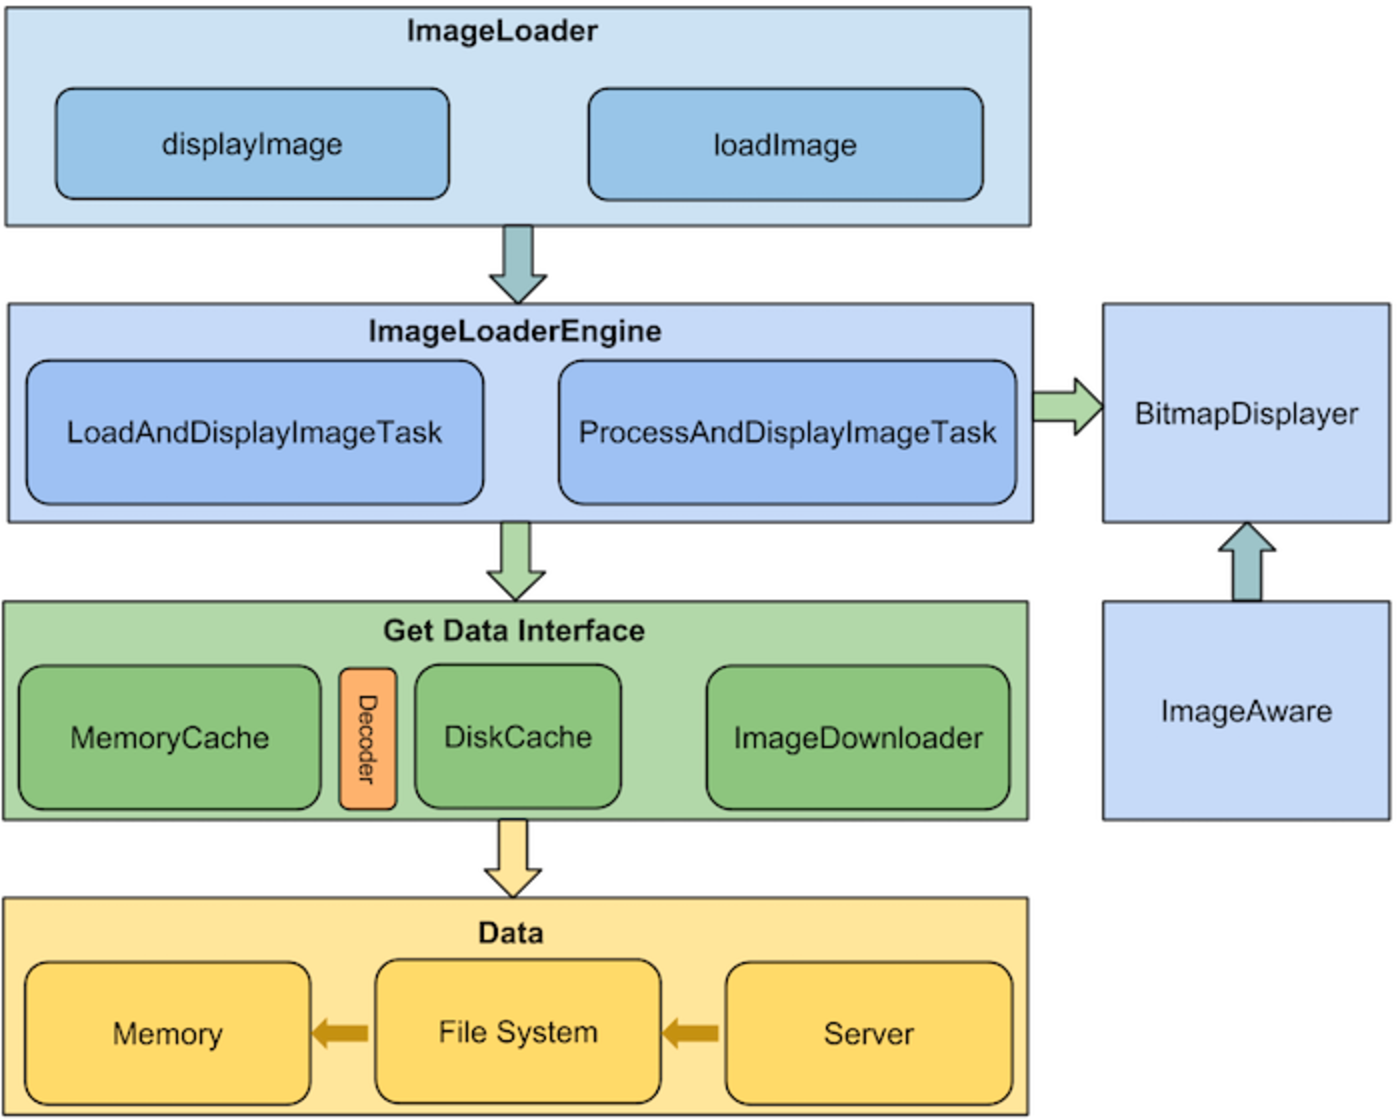 ImageLoader
displayImage
loadImage
ImageLoaderEngine
LoadAndDisplayImageTask
ProcessAndDisplayImageTask
BitmapDisplayer
Get Data Interface
MemoryCache
Decoder
DiskCache
ImageDownloader
ImageAware
Data
Memory
File System
Server